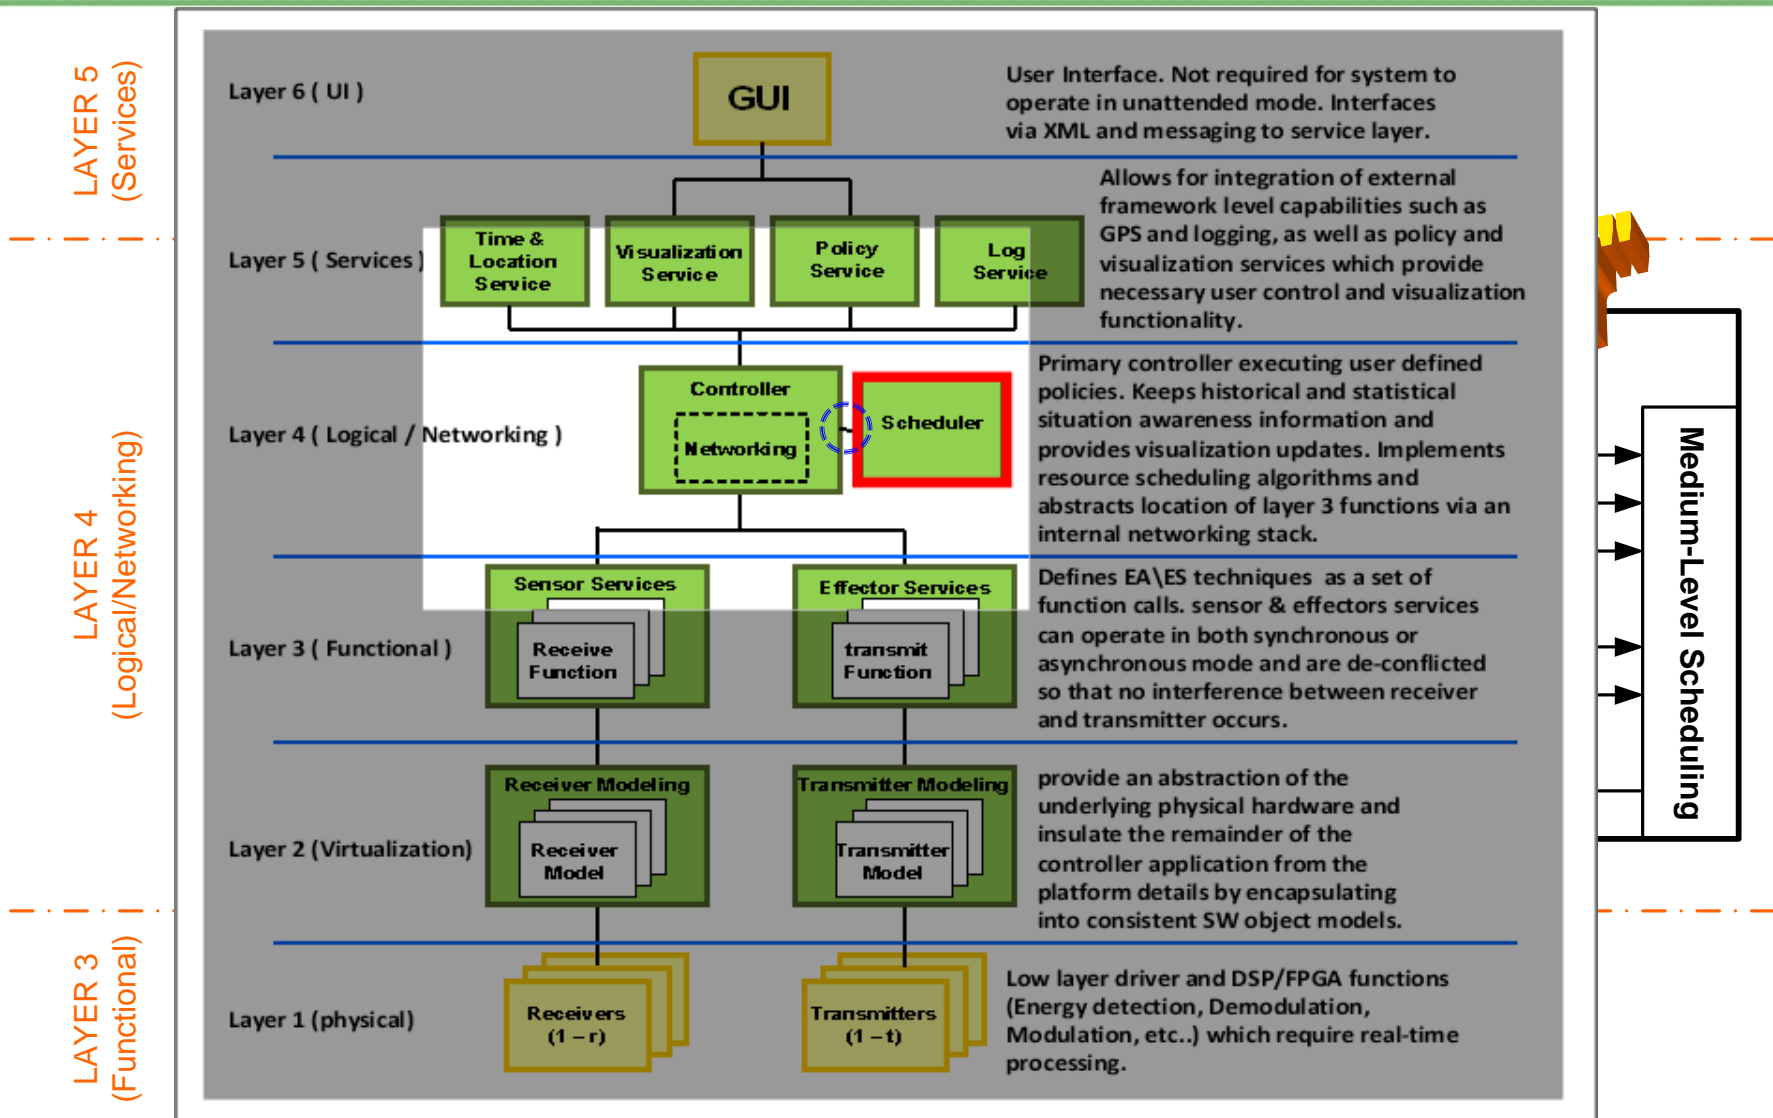 LAYER 5
(Services)
LAYER 4
(Logical/Networking)
LAYER 3
(Functional)
Layer 6 ( UI )
GUI
User Interface. Not required for system to
operate in unattended mode. Interfaces
via XML and messaging to service layer.
Layer 5 ( Services )
Time &
Location
Service
Visualization
Service
Policy
Service
Log
Service
Allows for integration of external
framework level capabilities such as
GPS and logging, as well as policy and
visualization services which provide
necessary user control and visualization
functionality.
Layer 4 ( Logical / Networking )
Controller
Networking
Scheduler
Primary controller executing user defined
policies. Keeps historical and statistical
situation awareness information and
provides visualization updates. Implements
resource scheduling algorithms and
abstracts location of layer 3 functions via an
internal networking stack.
Layer 3 ( Functional )
Sensor Services
Receive
Function
Effector Services
transmit
Function
Defines EA\ES techniques as a set of
function calls. sensor & effectors services
can operate in both synchronous or
asynchronous mode and are de-conflicted
so that no interference between receiver
and transmitter occurs.
Layer 2 (Virtualization)
Receiver Modeling
Receiver
Model
Transmitter Modeling
Transmitter
Model
provide an abstraction of the
underlying physical hardware and
insulate the remainder of the
controller application from the
platform details by encapsulating
into consistent SW object models.
Layer 1 (physical)
Receivers
(1 – r)
Transmitters
(1 – t)
Low layer driver and DSP/FPGA functions
(Energy detection, Demodulation,
Modulation, etc..) which require real-time
processing.
Medium-Level Scheduling